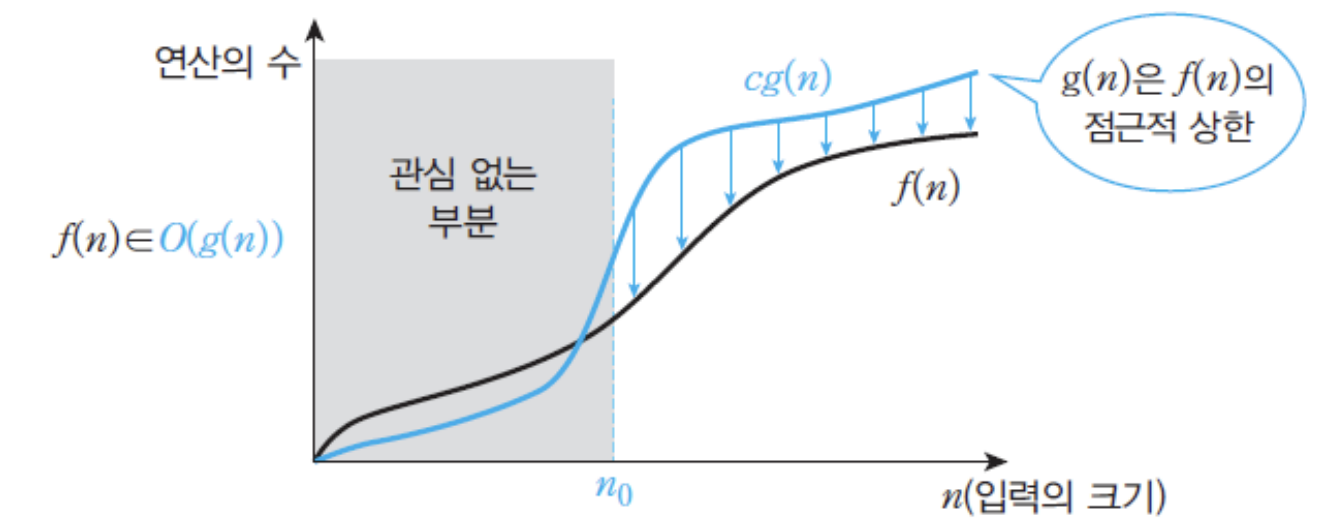 연산의 수
cg(n)
g(n)은 f(n)의
점근적 상한
관심 없는
부분
f(n)
f(n)∈O(g(n))
n₀
n(입력의 크기)